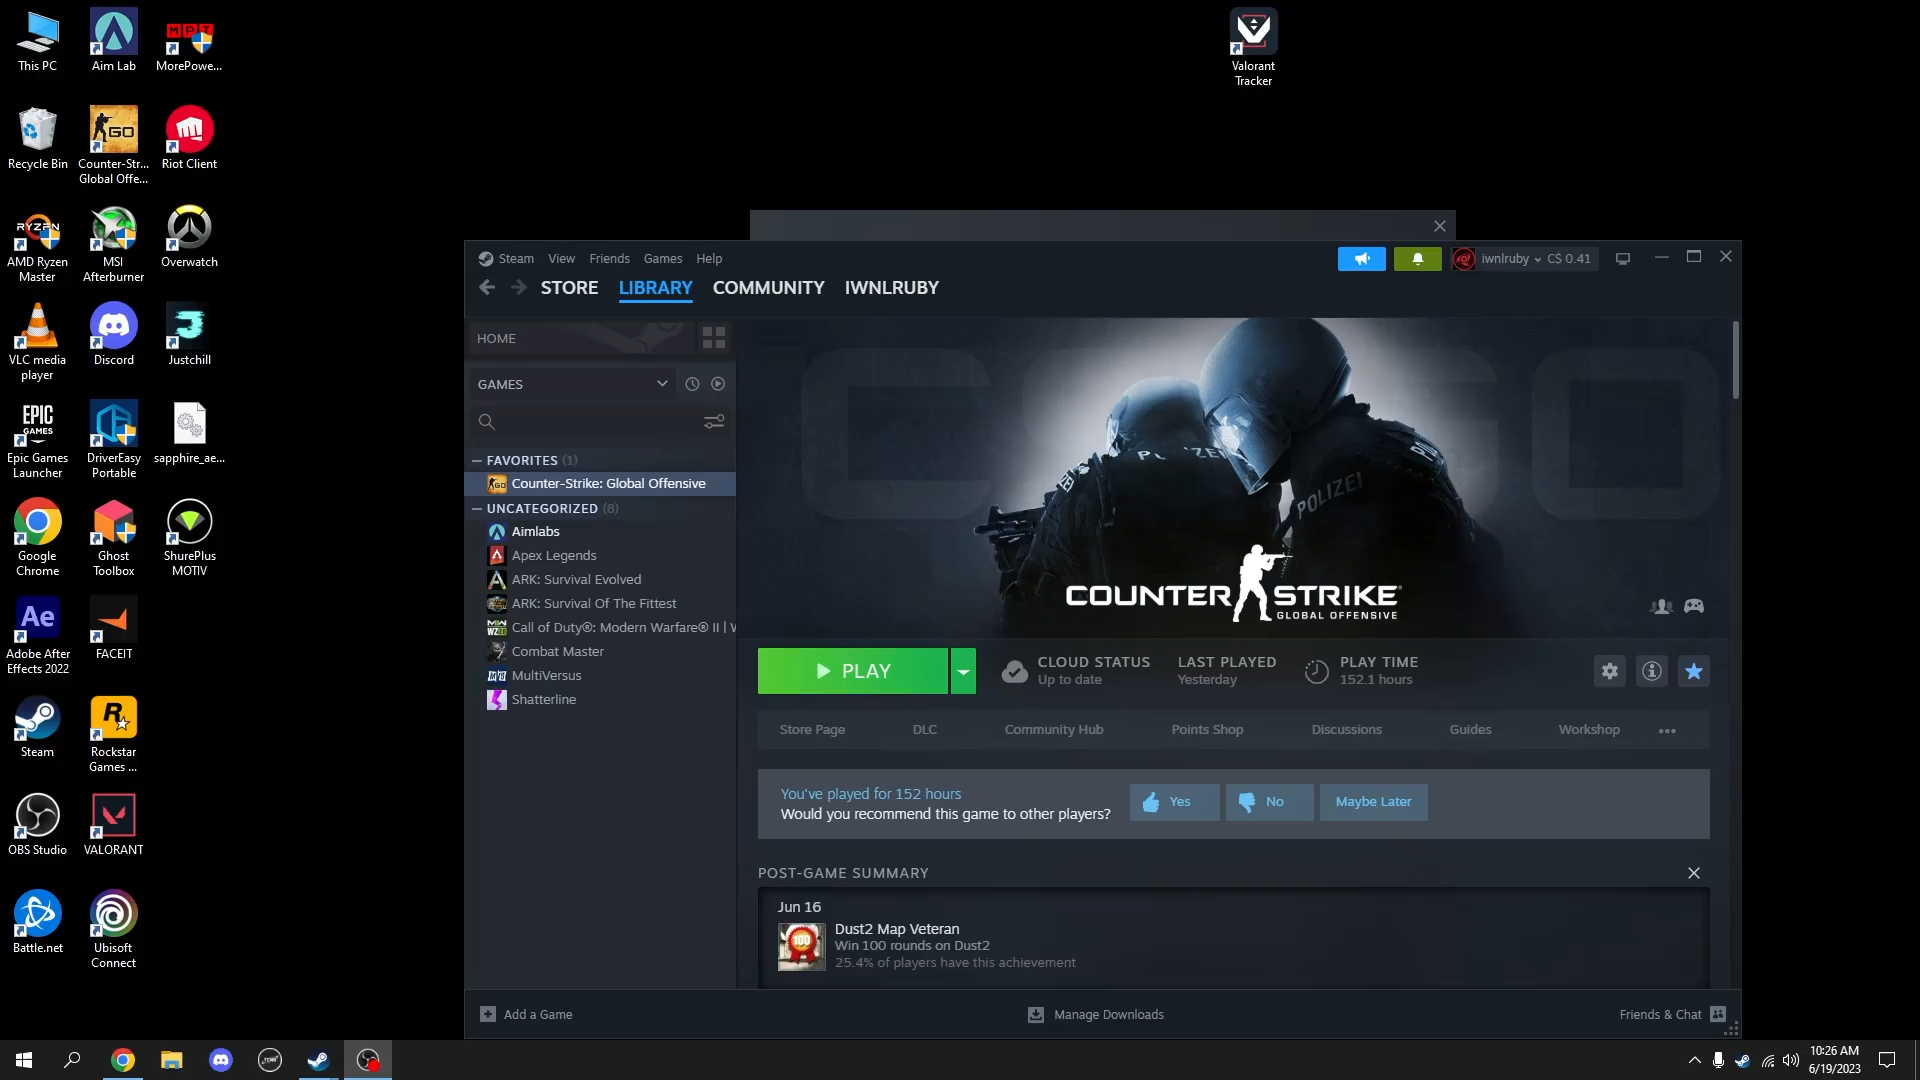 This PC
Aim Lab
MorePowe...
Recycle Bin
Counter-Str...
Global Offe...
Riot Client
AMD Ryzen
Master
MSI
Afterburner
Overwatch
VLC media
player
Discord
Justchill
EPIC
GAMES
Epic Games
Launcher
DriverEasy
Portable
sapphire_ae...
Google
Chrome
Ghost
Toolbox
ShurePlus
MOTIV
Ae
Adobe After
Effects 2022
FACEIT
Steam
Rockstar
Games ...
OBS Studio
VALORANT
Battle.net
Ubisoft
Connect
Valorant
Tracker
Steam View Friends Games Help
iwnlruby C$ 0.41
STORE LIBRARY COMMUNITY IWNLRUBY
HOME
GAMES
FAVORITES (1)
Counter-Strike: Global Offensive
UNCATEGORIZED (8)
Aimlabs
Apex Legends
ARK: Survival Evolved
ARK: Survival Of The Fittest
Call of Duty®: Modern Warfare® II | W
Combat Master
MultiVersus
Shatterline
POLIZEI
COUNTER STRIKE
GLOBAL OFFENSIVE
PLAY
CLOUD STATUS
Up to date
LAST PLAYED
Yesterday
PLAY TIME
152.1 hours
Store Page DLC Community Hub Points Shop Discussions Guides Workshop
You've played for 152 hours
Would you recommend this game to other players?
Yes
No
Maybe Later
POST-GAME SUMMARY
Jun 16
100
Dust2 Map Veteran
Win 100 rounds on Dust2
25.4% of players have this achievement
Add a Game
Manage Downloads
Friends & Chat
10:26 AM
6/19/2023